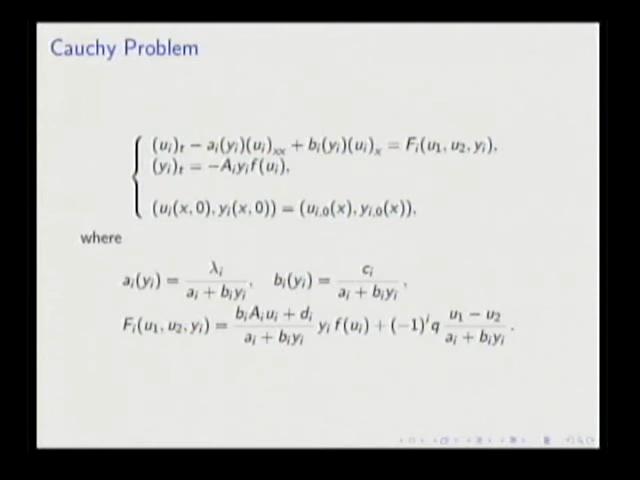 Cauchy Problem
(u_i)_t − a_i(y_i)(u_i)_xx + b_i(y_i)(u_i)_x = F_i(u_1, u_2, y_i),
(y_i)_t = −A_i y_i f(u_i),
(u_i(x, 0), y_i(x, 0)) = (u_{i,0}(x), y_{i,0}(x)),
where
a_i(y_i) = λ_i / (a_i + b_i y_i), b_i(y_i) = c_i / (a_i + b_i y_i),
F_i(u_1, u_2, y_i) = (b_i A_i u_i + d_i) / (a_i + b_i y_i) y_i f(u_i) + (−1)^i q (u_1 − u_2) / (a_i + b_i y_i).